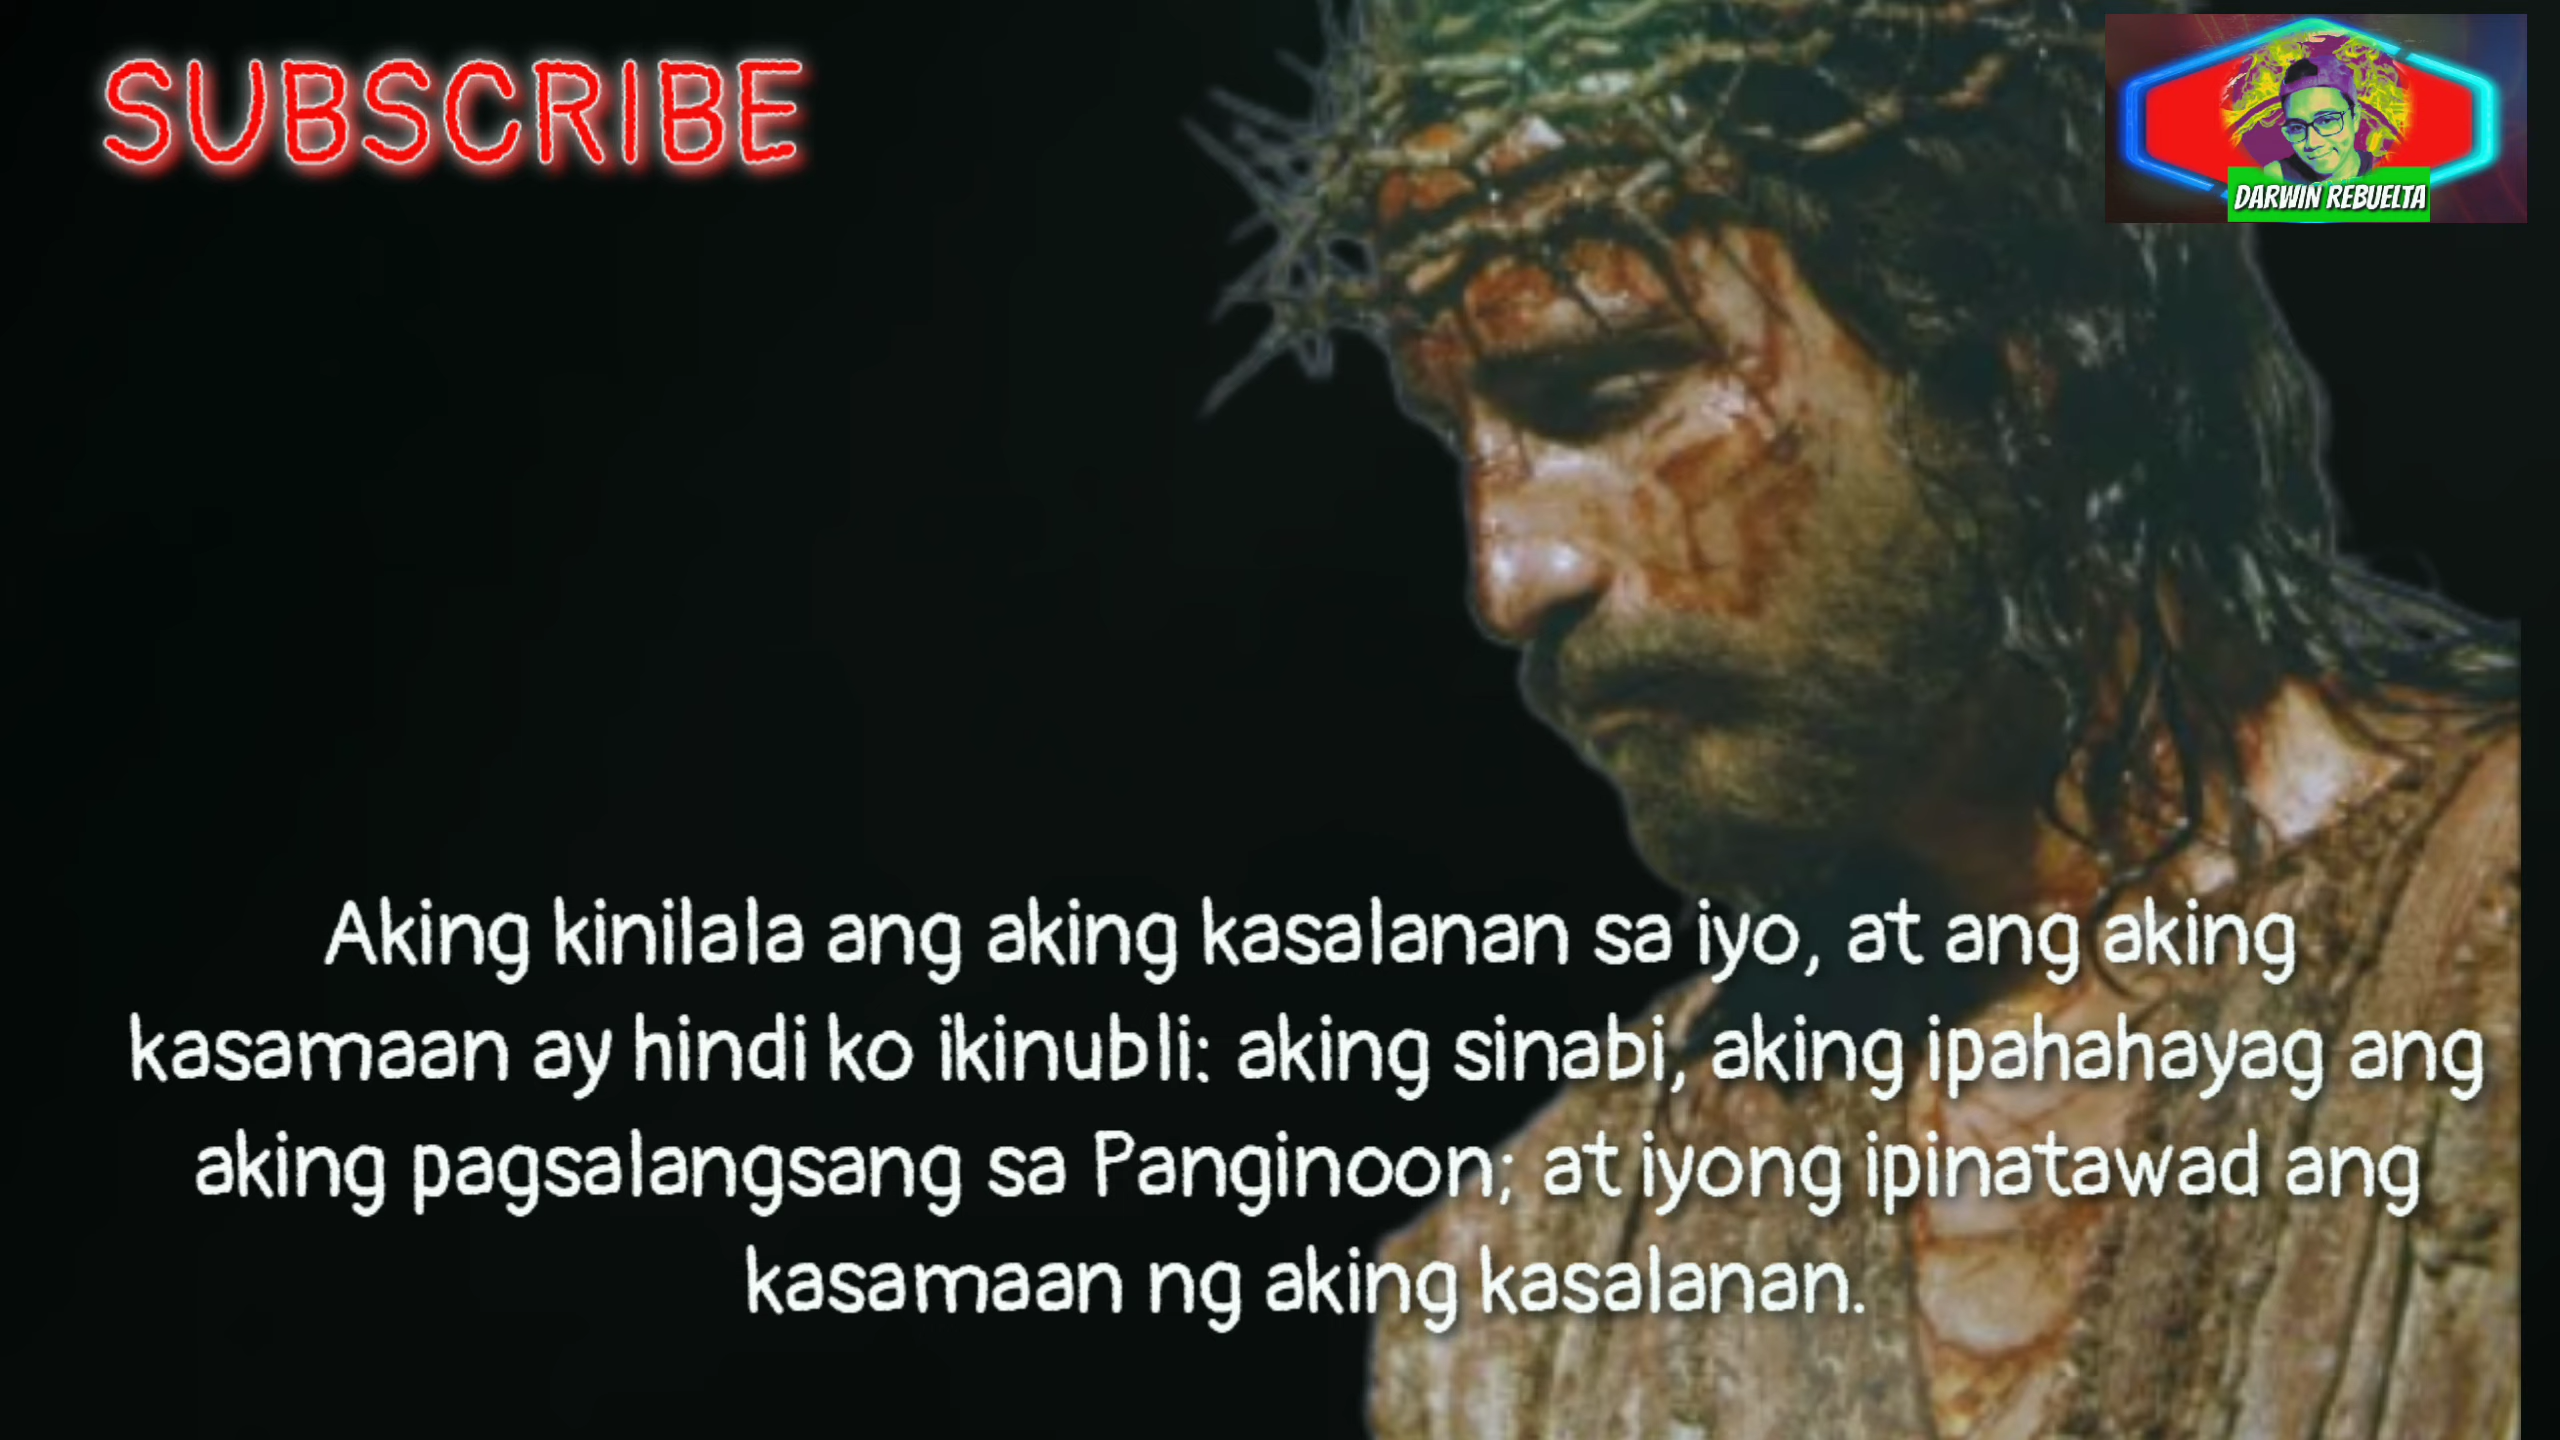 SUBSCRIBE
DARWIN REBUELTA
Aking kinilala ang aking kasalanan sa iyo, at ang aking
kasamaan ay hindi ko ikinubli: aking sinabi, aking ipahahayag ang
aking pagsalangsang sa Panginoon; at iyong ipinatawad ang
kasamaan ng aking kasalanan.